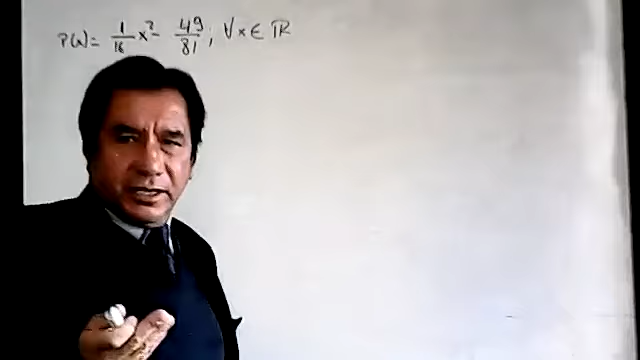 P(x) = 1/16 x² - 49/81 ; ∀ x ∈ ℝ